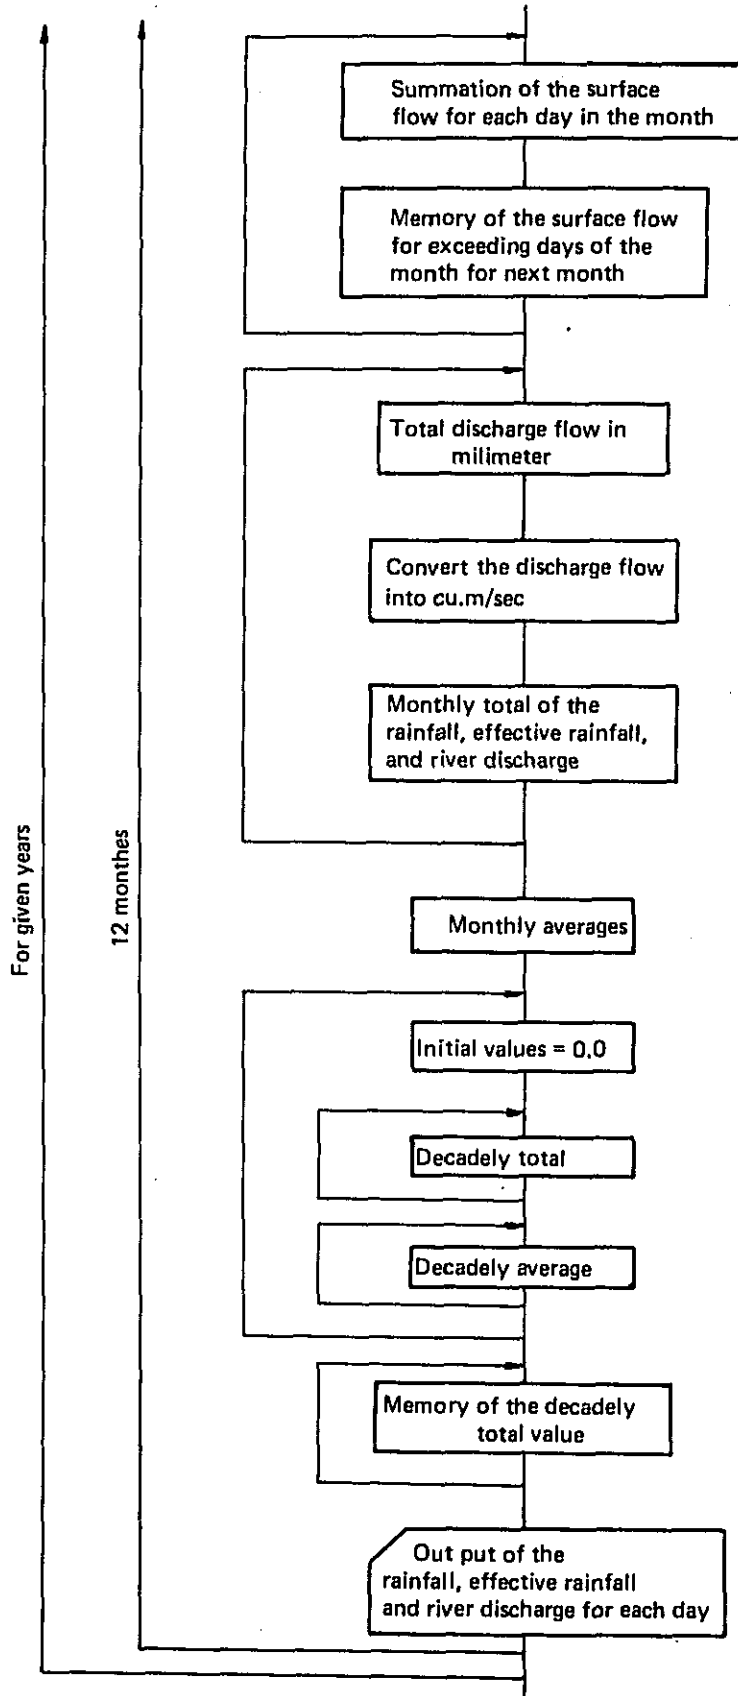 Summation of the surface
flow for each day in the month
Memory of the surface flow
for exceeding days of the
month for next month
Total discharge flow in
milimeter
Convert the discharge flow
into cu.m/sec
Monthly total of the
rainfall, effective rainfall,
and river discharge
For given years
12 monthes
Monthly averages
Initial values = 0.0
Decadely total
Decadely average
Memory of the decadely
total value
Out put of the
rainfall, effective rainfall
and river discharge for each day